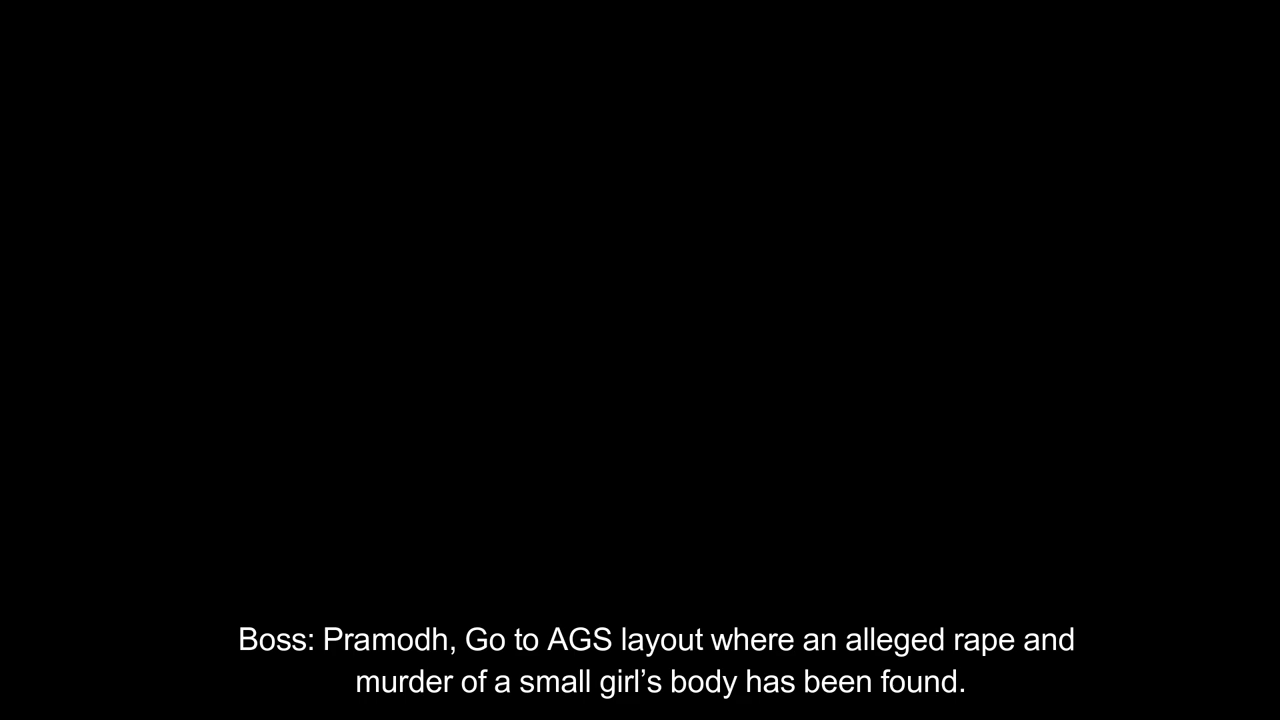 Boss: Pramodh, Go to AGS layout where an alleged rape and
murder of a small girl’s body has been found.